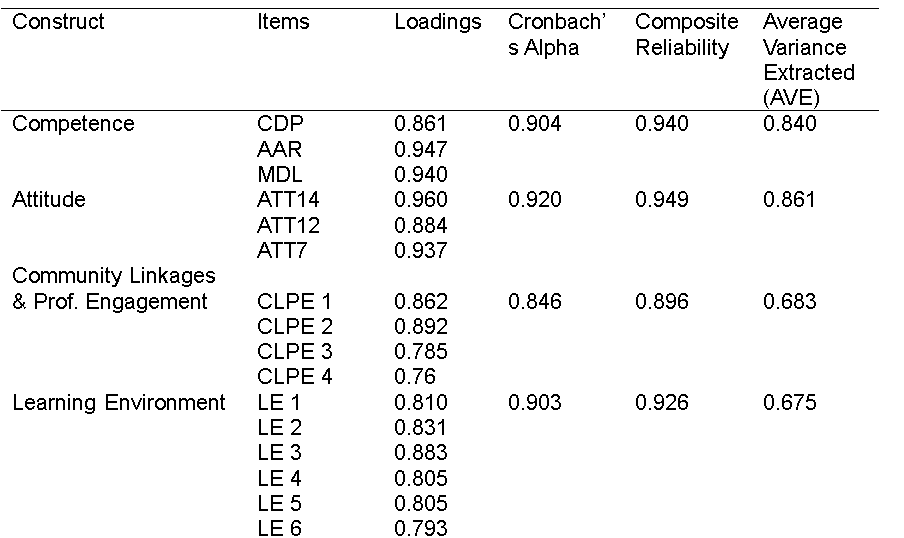 Construct Items Loadings Cronbach' Composite Average
s Alpha Reliability Variance
Extracted
(AVE)
Competence CDP 0.861 0.904 0.940 0.840
AAR 0.947
MDL 0.940
Attitude ATT14 0.960 0.920 0.949 0.861
ATT12 0.884
ATT7 0.937
Community Linkages
& Prof. Engagement CLPE 1 0.862 0.846 0.896 0.683
CLPE 2 0.892
CLPE 3 0.785
CLPE 4 0.76
Learning Environment LE 1 0.810 0.903 0.926 0.675
LE 2 0.831
LE 3 0.883
LE 4 0.805
LE 5 0.805
LE 6 0.793